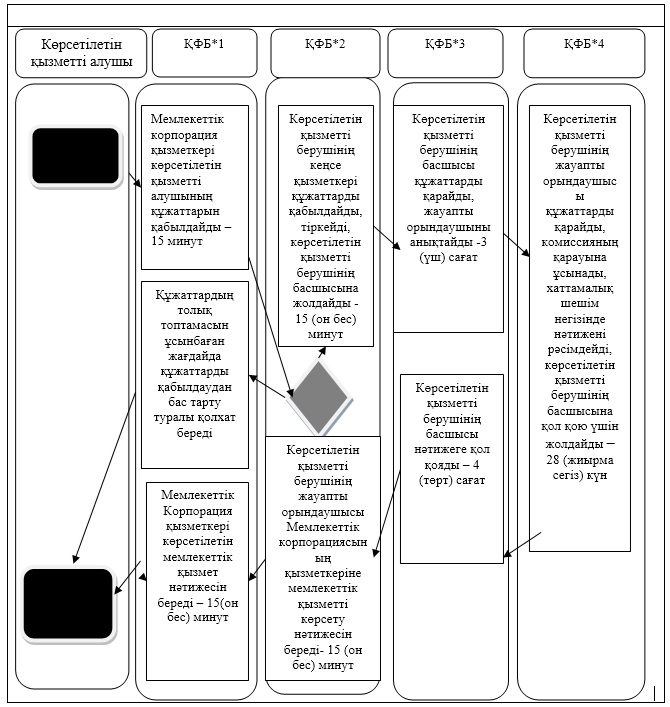 Көрсетілетін
қызметті алушы
ҚФБ*1
ҚФБ*2
ҚФБ*3
ҚФБ*4
Мемлекеттік
корпорация
қызметкері
көрсетілетін
қызметті
алушының
құжаттарын
қабылдайды –
15 минут
Құжаттардың
толық
топтамасын
ұсынбаған
жағдайда
құжаттарды
қабылдаудан
бас тарту
туралы қолхат
береді
Мемлекеттік
Корпорация
қызметкері
көрсетілетін
мемлекеттік
қызмет
нәтижесін
береді – 15(он
бес) минут
Көрсетілетін
қызметті
берушінің
кеңсе
қызметкері
құжаттарды
қабылдайды,
тіркейді,
көрсетілетін
қызметті
берушінің
басшысына
жолдайды -
15 (он бес)
минут
Көрсетілетін
қызметті
берушінің
жауапты
орындаушысы
Мемлекеттік
корпорациясын
ың
қызметкеріне
мемлекеттік
қызметті
көрсету
нәтижесін
береді- 15 (он
бес) минут
Көрсетілетін
қызметті
берушінің
басшысы
құжаттарды
қарайды,
жауапты
орындаушыны
анықтайды -3
(үш) сағат
Көрсетілетін
қызметті
берушінің
басшысы
нәтижеге қол
қояды – 4
(төрт) сағат
Көрсетілетін
қызметті
берушінің
жауапты
орындаушыс
ы
құжаттарды
қарайды,
комиссияның
қарауына
ұсынады,
хаттамалық
шешім
негізінде
нәтижені
рәсімдейді,
көрсетілетін
қызметті
берушінің
басшысына
қол қою үшін
жолдайды –
28 (жиырма
сегіз) күн